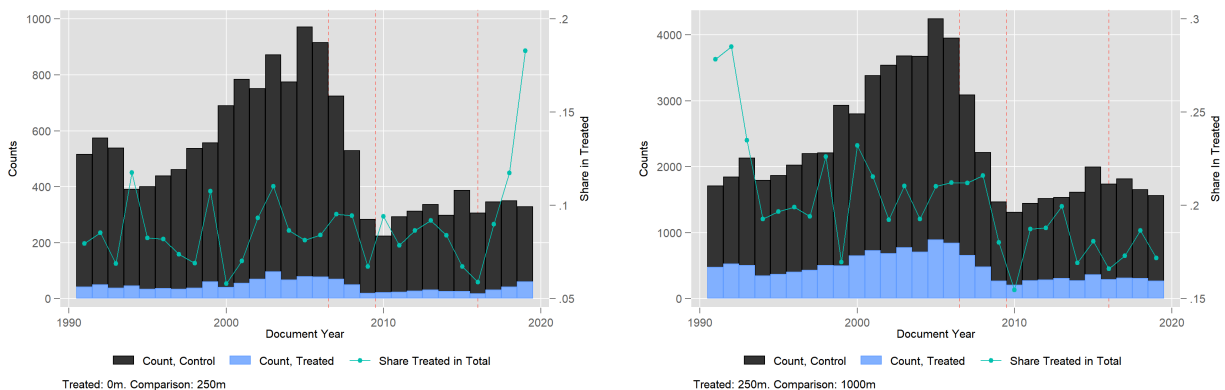 1000
800
600
400
200
0
Counts
.2
.15
.1
.05
Share in Treated
1990 2000 2010 2020
Document Year
Count, Control Count, Treated Share Treated in Total
Treated: 0m. Comparison: 250m
4000
3000
2000
1000
0
Counts
.3
.25
.2
.15
Share in Treated
1990 2000 2010 2020
Document Year
Count, Control Count, Treated Share Treated in Total
Treated: 250m. Comparison: 1000m